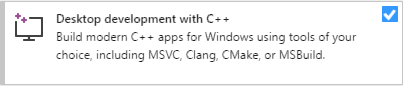 Desktop development with C++
Build modern C++ apps for Windows using tools of your
choice, including MSVC, Clang, CMake, or MSBuild.